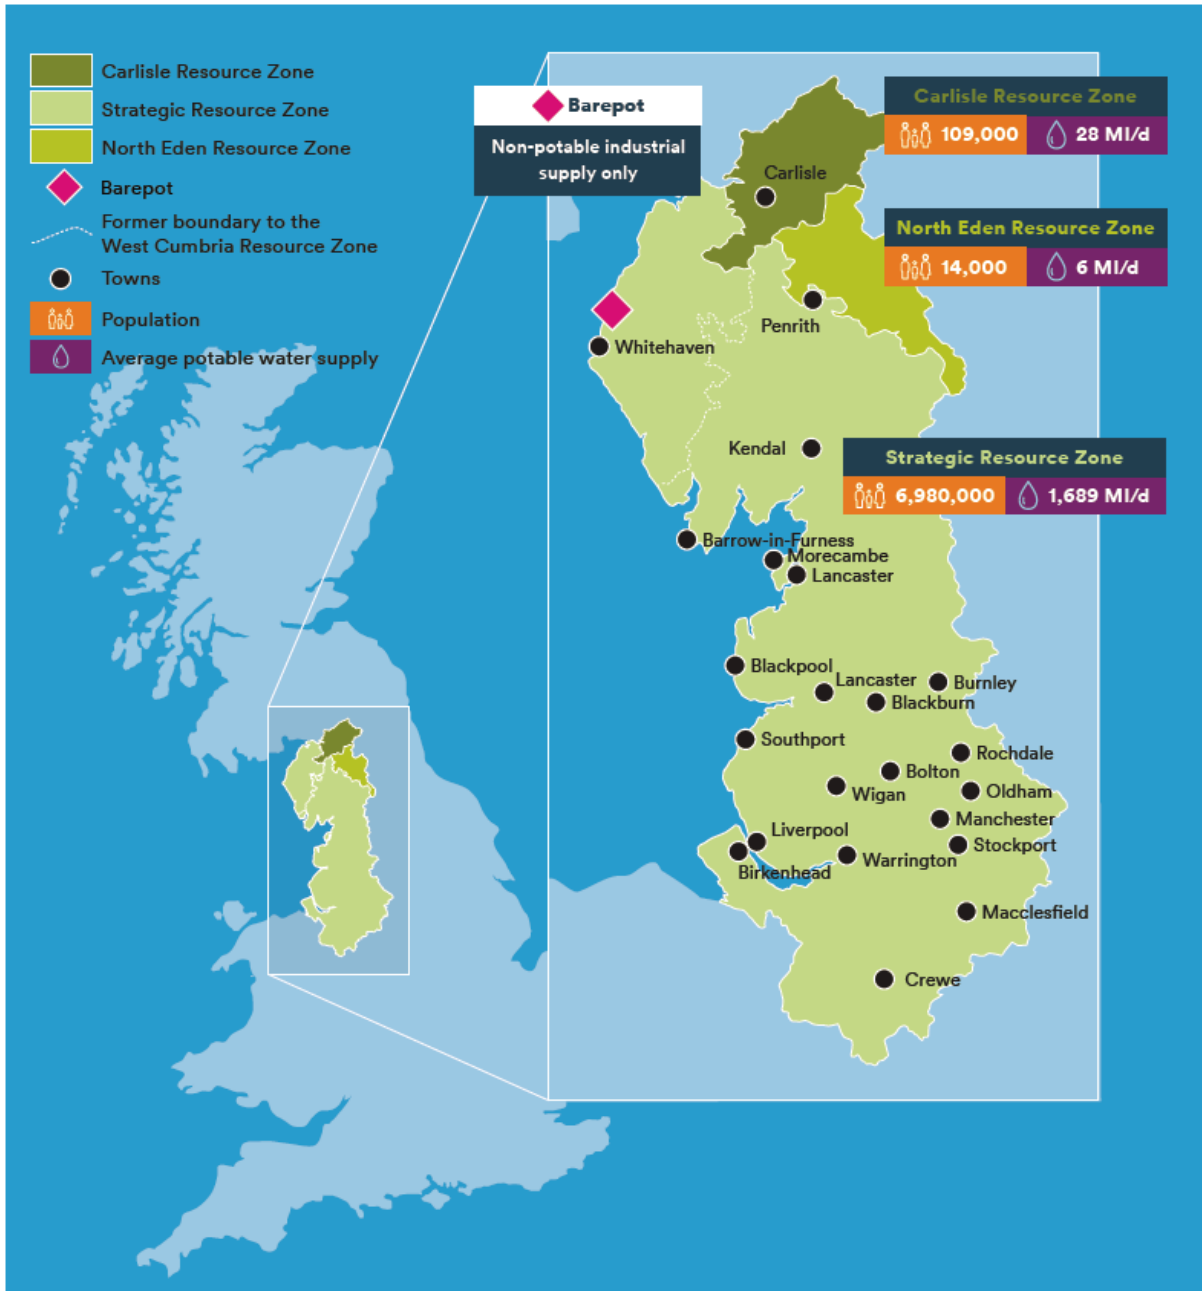 Carlisle Resource Zone
Strategic Resource Zone
North Eden Resource Zone
Barepot
Former boundary to the
West Cumbria Resource Zone
Towns
Population
Average potable water supply
Barepot
Non-potable industrial
supply only
Carlisle Resource Zone
109,000
28 Ml/d
North Eden Resource Zone
14,000
6 Ml/d
Strategic Resource Zone
6,980,000
1,689 Ml/d
Carlisle
Penrith
Whitehaven
Kendal
Barrow-in-Furness
Morecambe
Lancaster
Blackpool
Lancaster
Burnley
Blackburn
Southport
Rochdale
Bolton
Wigan
Oldham
Manchester
Liverpool
Stockport
Warrington
Birkenhead
Macclesfield
Crewe